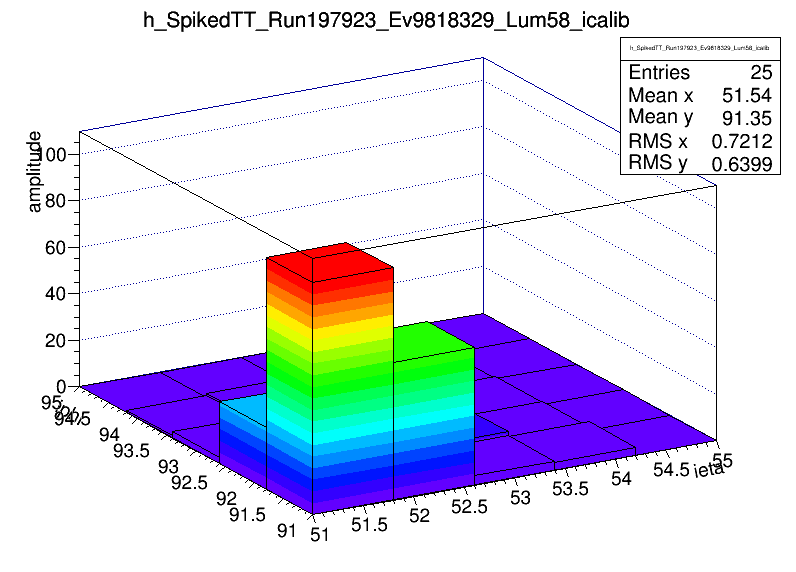 h_SpikedTT_Run197923_Ev9818329_Lum58_icalib
h_SpikedTT_Run197923_Ev9818329_Lum58_icalib
Entries 25
Mean x 51.54
Mean y 91.35
RMS x 0.7212
RMS y 0.6399
amplitude
100
80
60
40
20
0
95
94.5
94
93.5
93
92.5
92
91.5
91
51
51.5
52
52.5
53
53.5
54
54.5
55
ieta